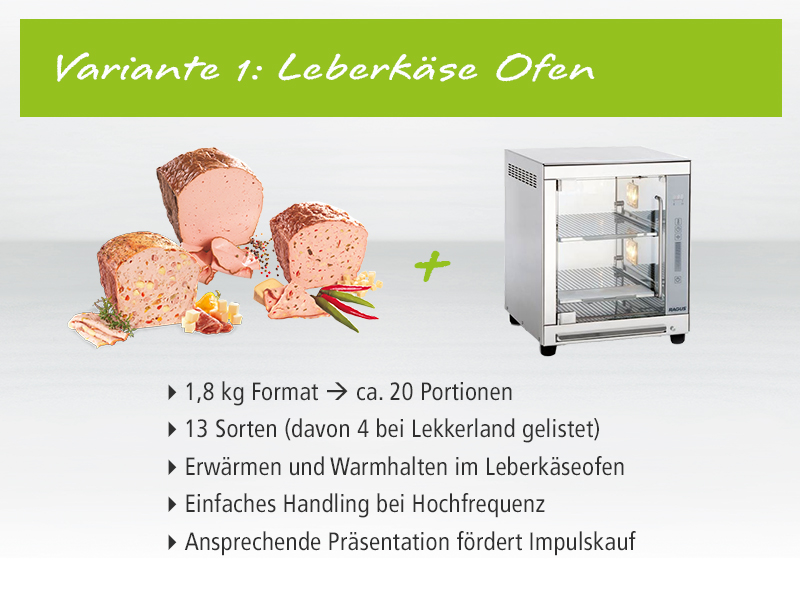 Variante 1: Leberkäse Ofen
+
RAGUS
‣ 1,8 kg Format → ca. 20 Portionen
‣ 13 Sorten (davon 4 bei Lekkerland gelistet)
‣ Erwärmen und Warmhalten im Leberkäseofen
‣ Einfaches Handling bei Hochfrequenz
‣ Ansprechende Präsentation fördert Impulskauf